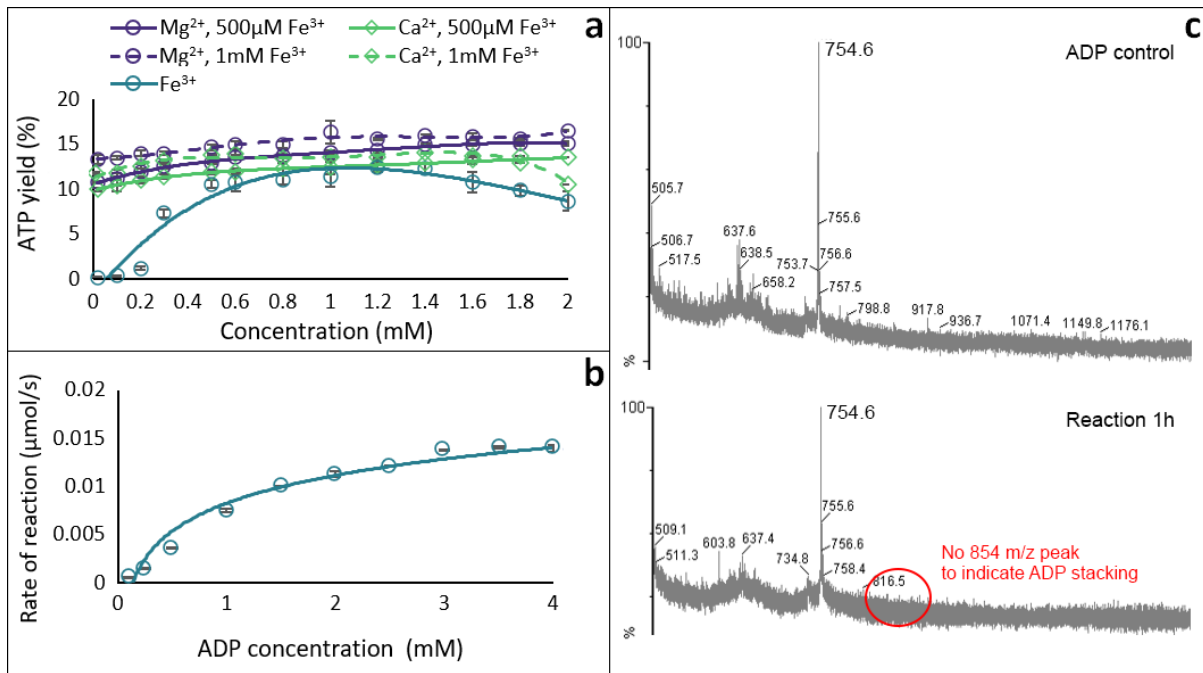 a
Mg²⁺, 500µM Fe³⁺
Ca²⁺, 500µM Fe³⁺
Mg²⁺, 1mM Fe³⁺
Ca²⁺, 1mM Fe³⁺
Fe³⁺
ATP yield (%)
20
15
10
5
0
0 0.2 0.4 0.6 0.8 1 1.2 1.4 1.6 1.8 2
Concentration (mM)
b
Rate of reaction (µmol/s)
0.02
0.015
0.01
0.005
0
0 1 2 3 4
ADP concentration (mM)
c
ADP control
100
%
754.6
505.7
506.7
517.5
637.6
638.5
658.2
753.7
755.6
756.6
757.5
798.8
917.8
936.7
1071.4
1149.8
1176.1
Reaction 1h
100
%
754.6
509.1
511.3
603.8
637.4
734.8
755.6
756.6
758.4
816.5
No 854 m/z peak
to indicate ADP stacking